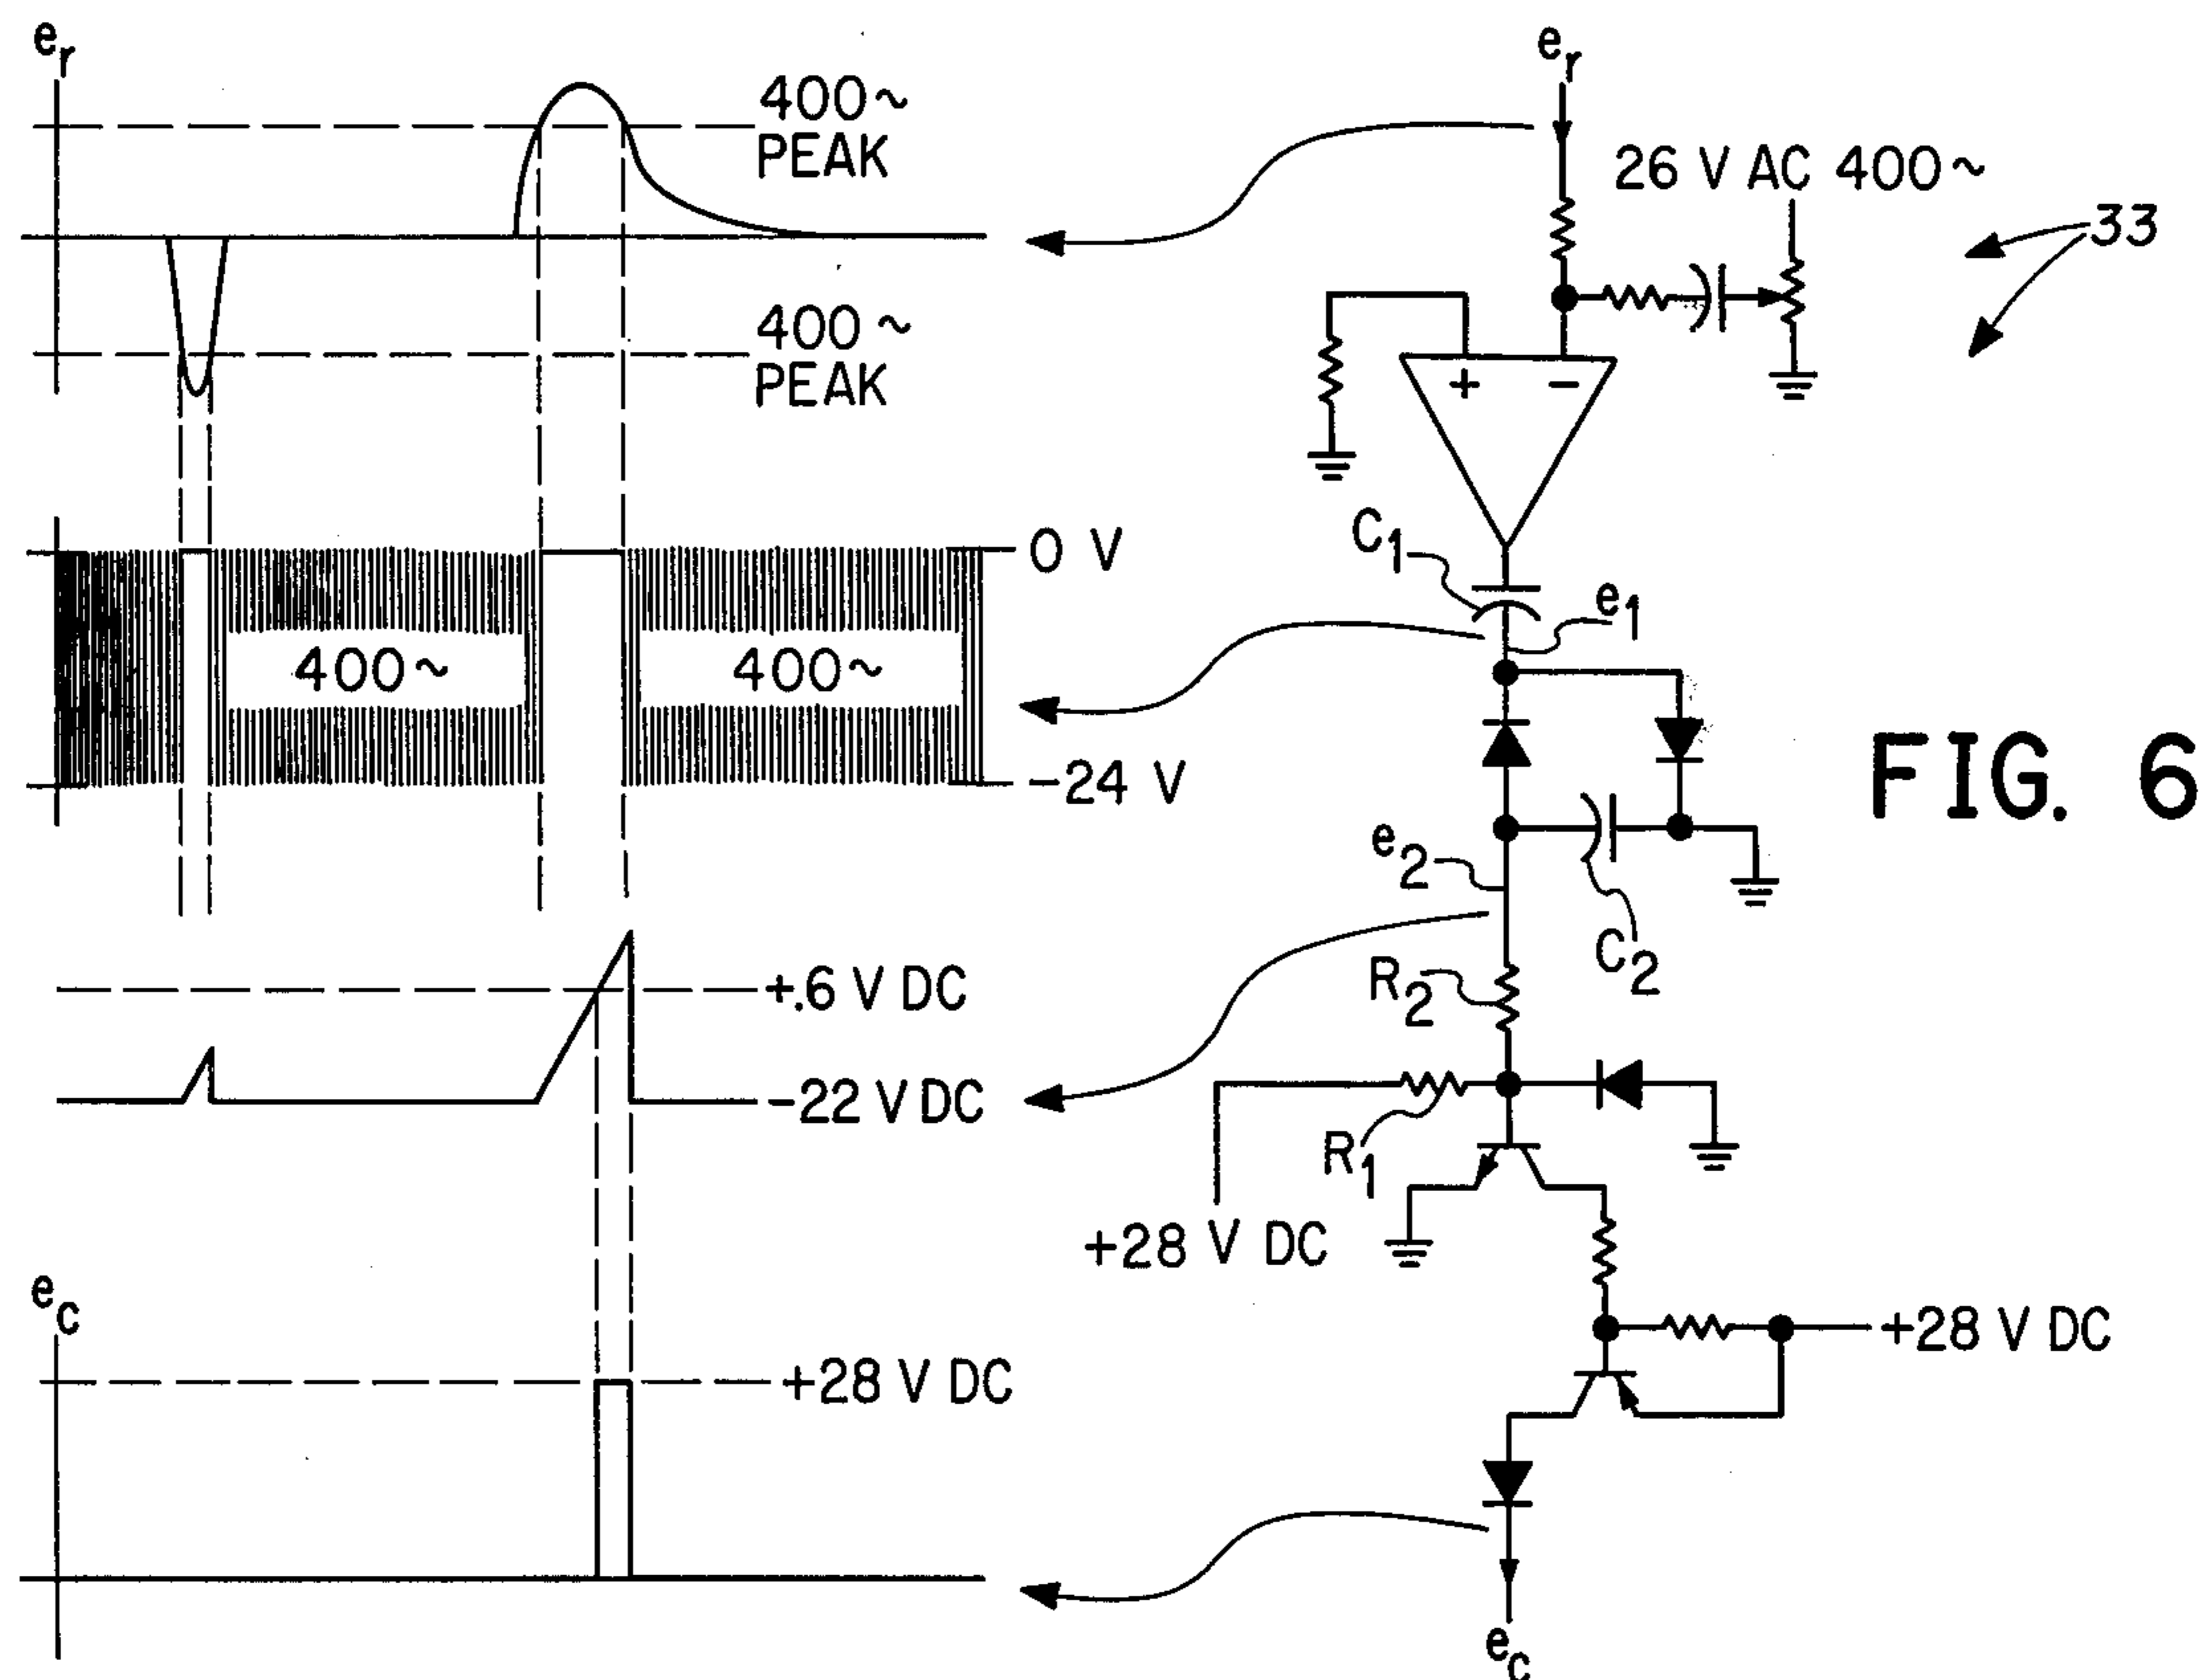 e_r
400~
PEAK
400~
PEAK
0 V
400~
400~
-24 V
+.6 V DC
-22 V DC
e_c
+28 V DC
e_r
26 V AC 400~
33
+
-
C_1
e_1
e_2
C_2
R_2
R_1
+28 V DC
+28 V DC
e_c
FIG. 6